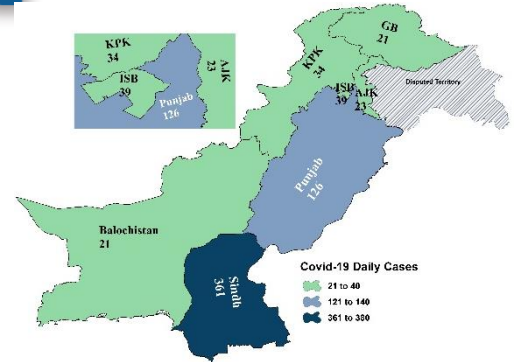 KPK
34
ISB
39
Punjab
126
AJK
23
GB
21
KPK
34
ISB
39
AJK
23
Disputed Territory
Punjab
126
Balochistan
21
Sindh
361
Covid-19 Daily Cases
21 to 40
121 to 140
361 to 380